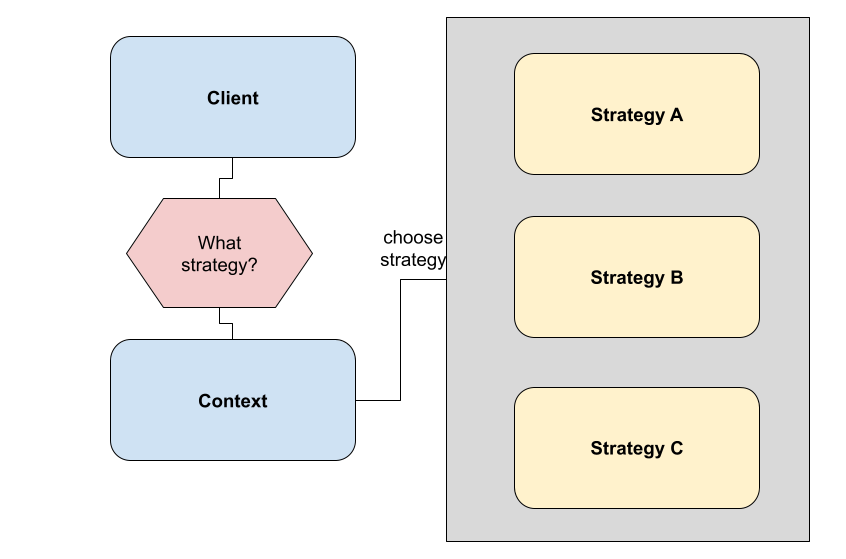 Client
What
strategy?
Context
choose
strategy
Strategy A
Strategy B
Strategy C